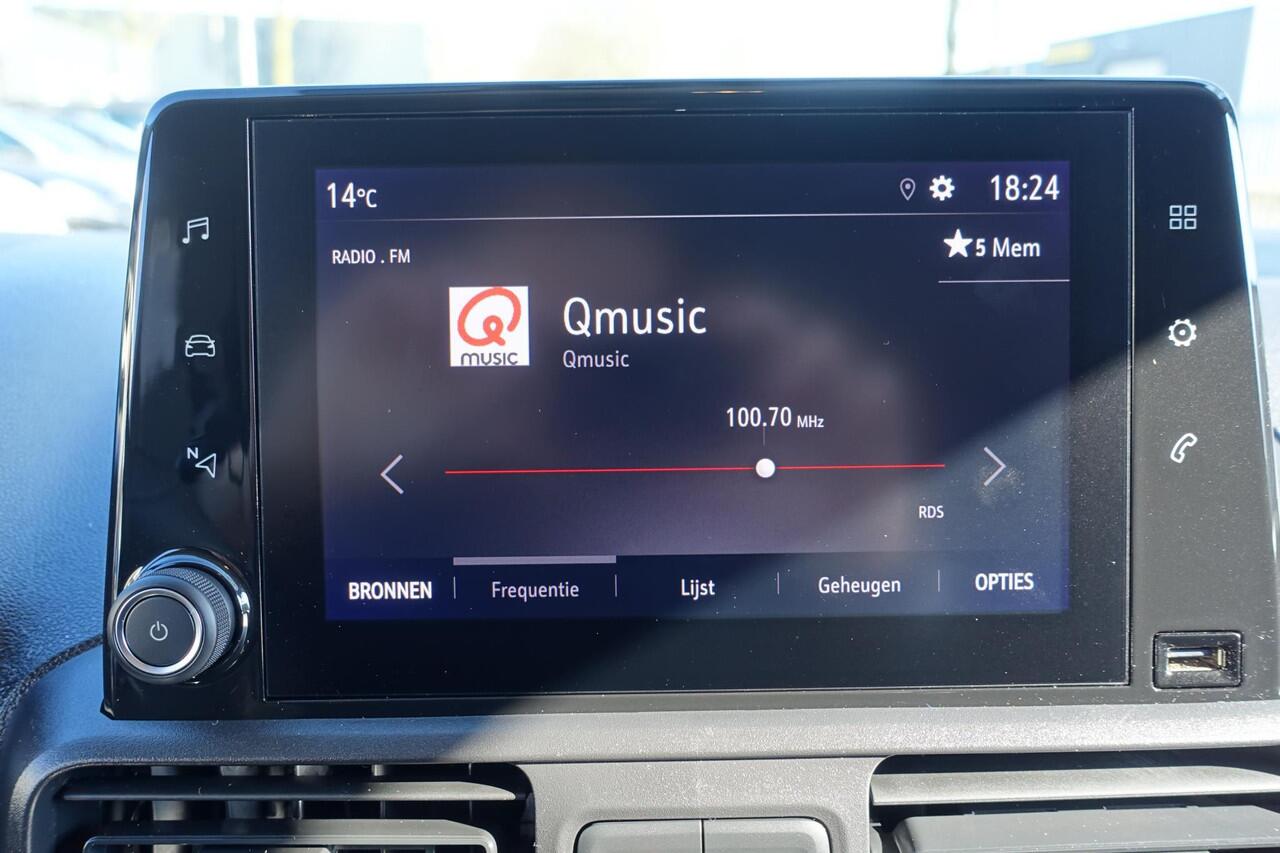 14°C
18:24
RADIO . FM
5 Mem
Qmusic
MUSIC
Qmusic
100.70 MHz
N
RDS
BRONNEN
Frequentie
Lijst
Geheugen
OPTIES